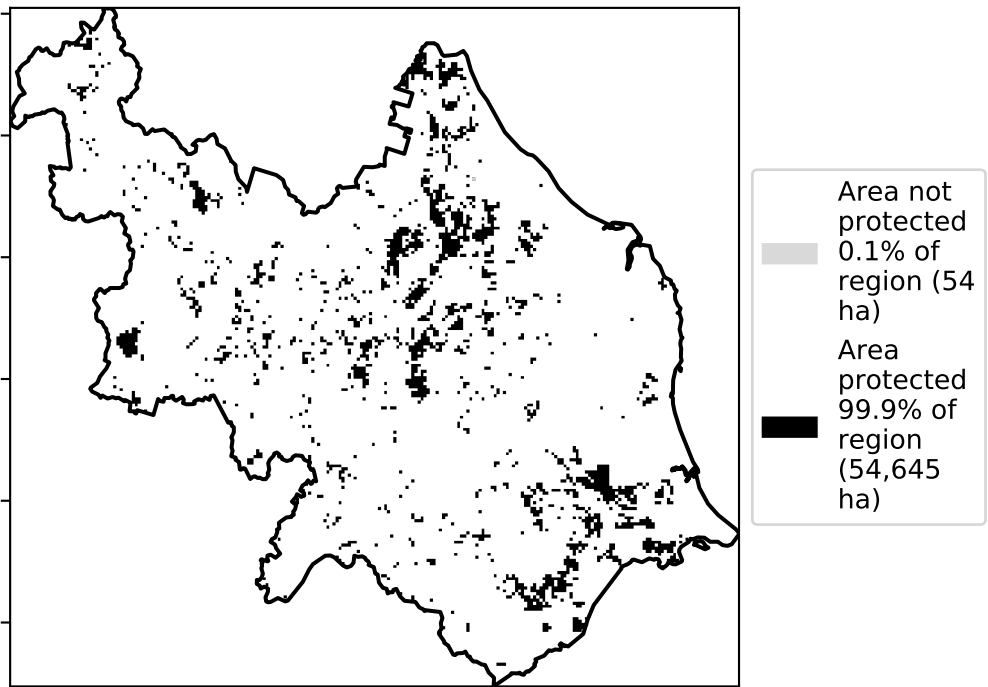 Area not
protected
0.1% of
region (54
ha)
Area
protected
99.9% of
region
(54,645
ha)